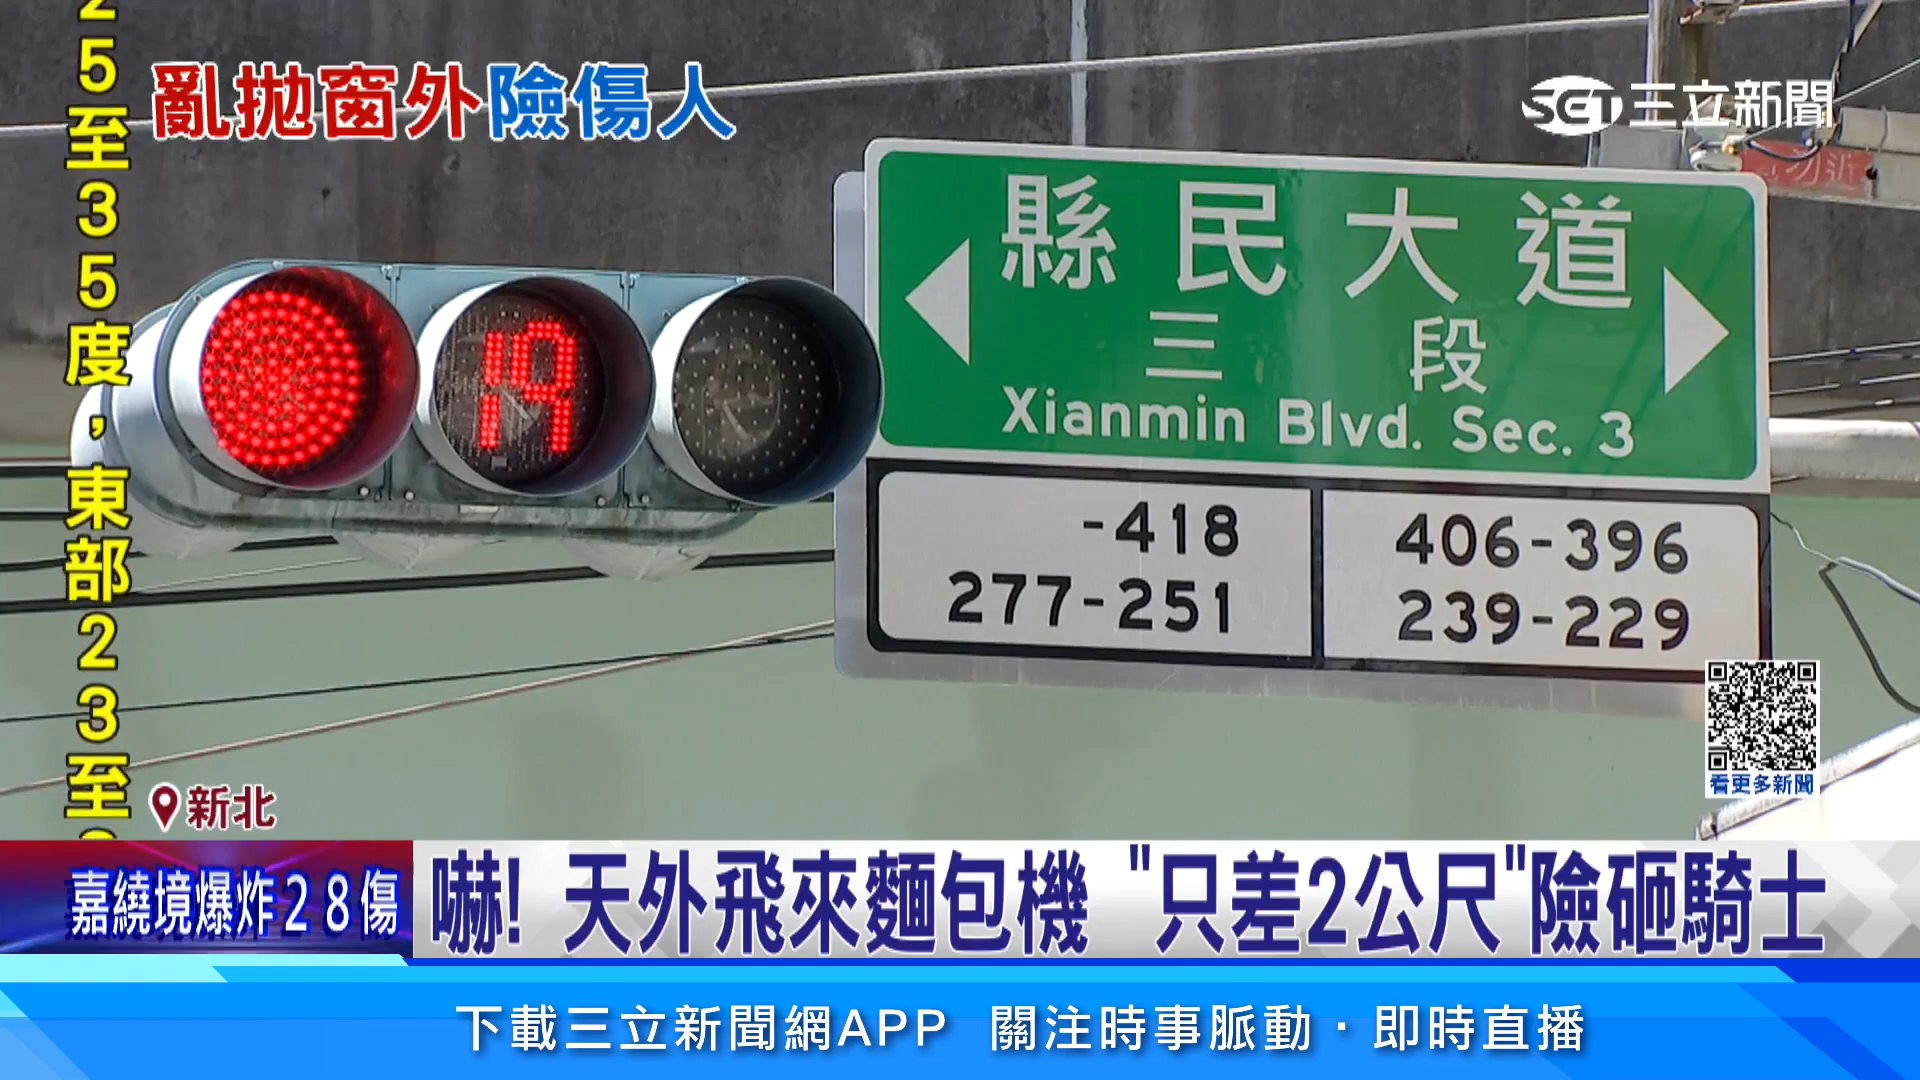 亂拋窗外險傷人
SET三立新聞
25至35度，東部23至
縣民大道
三段
Xianmin Blvd. Sec. 3
-418
277-251
406-396
239-229
19
看更多新聞
新北
嘉繞境爆炸28傷
嚇! 天外飛來麵包機 "只差2公尺"險砸騎士
下載三立新聞網APP 關注時事脈動‧即時直播